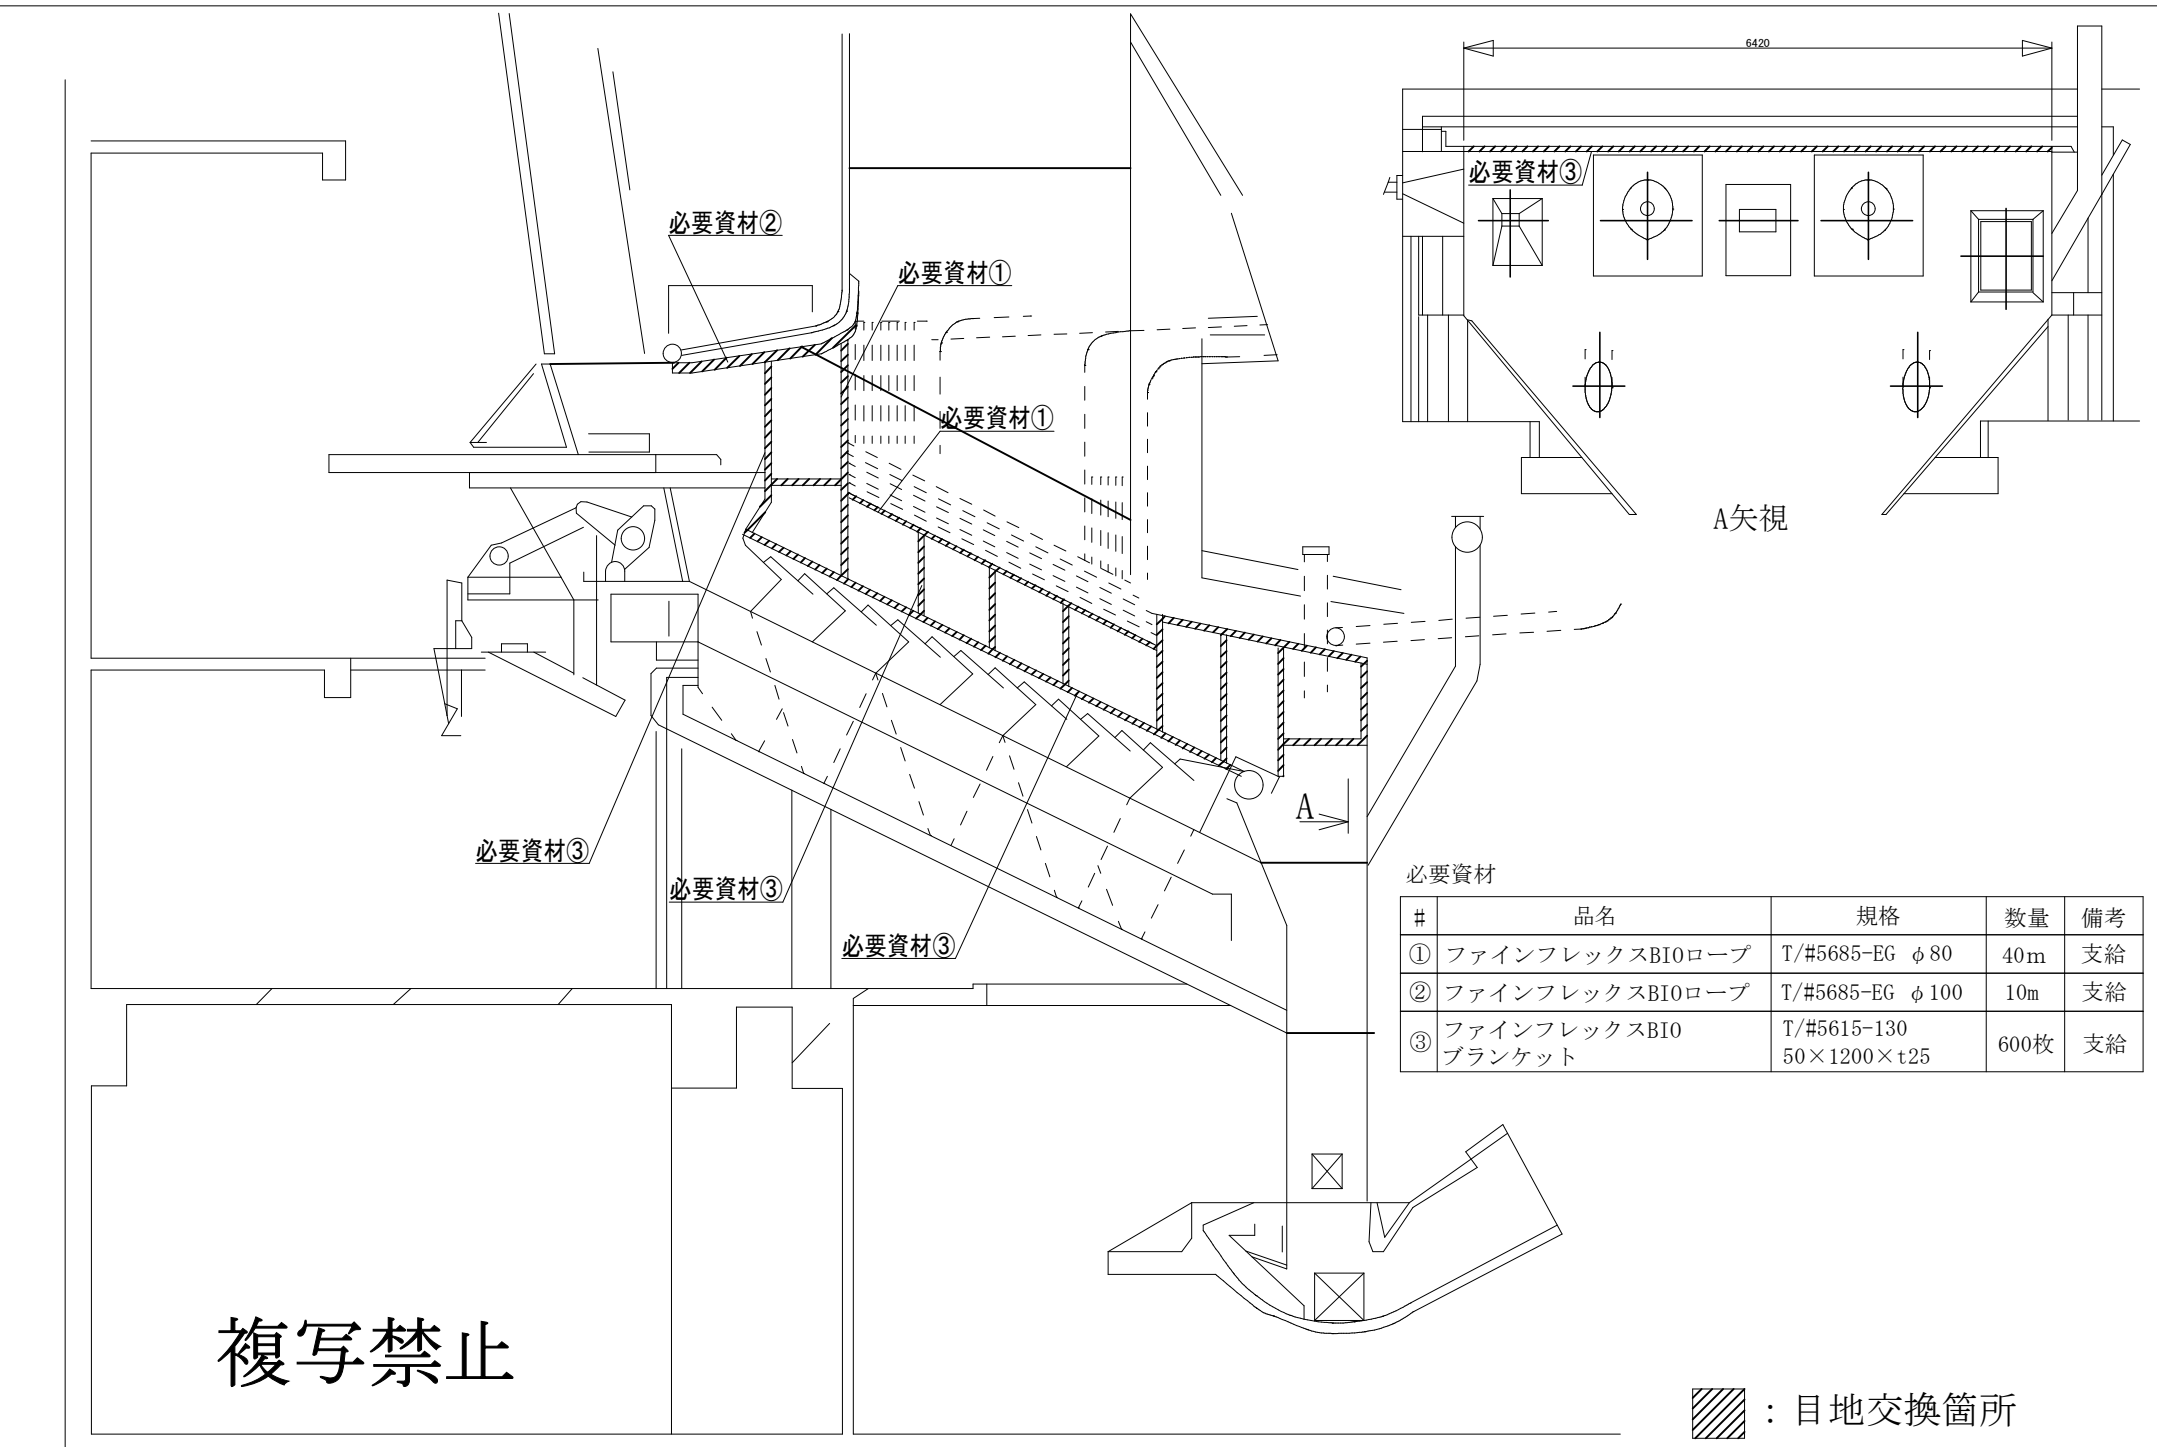 6420
必要資材③
必要資材②
必要資材①
必要資材①
A矢視
A
必要資材③
必要資材③
必要資材③
必要資材
# 品名 規格 数量 備考
① ファインフレックスBIOロープ T/#5685-EG φ80 40m 支給
② ファインフレックスBIOロープ T/#5685-EG φ100 10m 支給
③ ファインフレックスBIO T/#5615-130 600枚 支給
ブランケット 50×1200×t25
複写禁止
：目地交換箇所